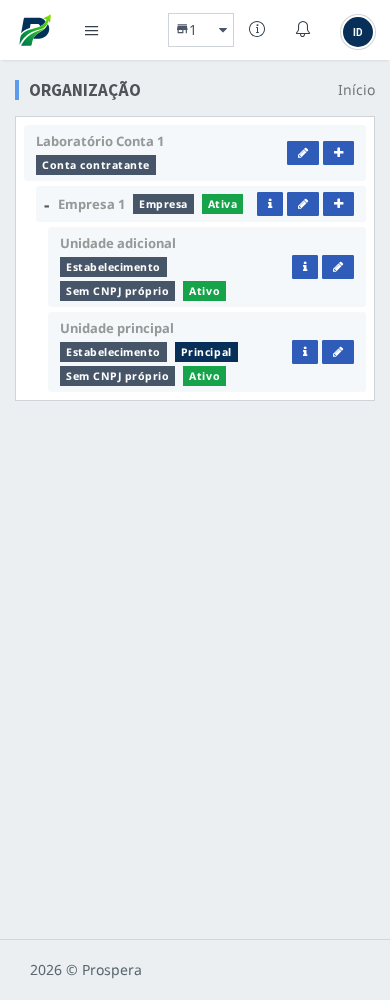 1
ID
ORGANIZAÇÃO
Início
Laboratório Conta 1
Conta contratante
- Empresa 1 Empresa Ativa
Unidade adicional
Estabelecimento
Sem CNPJ próprio Ativo
Unidade principal
Estabelecimento Principal
Sem CNPJ próprio Ativo
2026 © Prospera